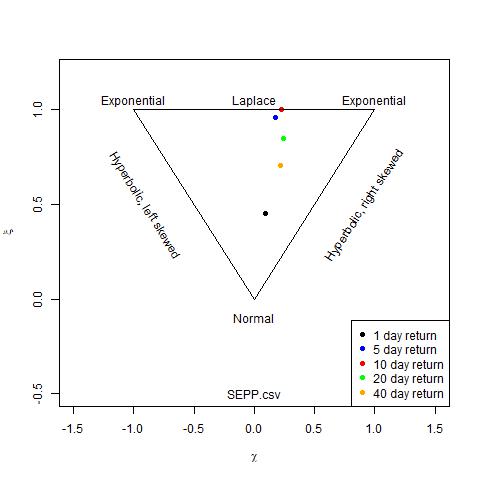 Exponential Laplace Exponential
Hyperbolic, left skewed
Hyperbolic, right skewed
Normal
SEPP.csv
1 day return
5 day return
10 day return
20 day return
40 day return
1.0
0.5
0.0
-0.5
ξ
-1.5 -1.0 -0.5 0.0 0.5 1.0 1.5
χ